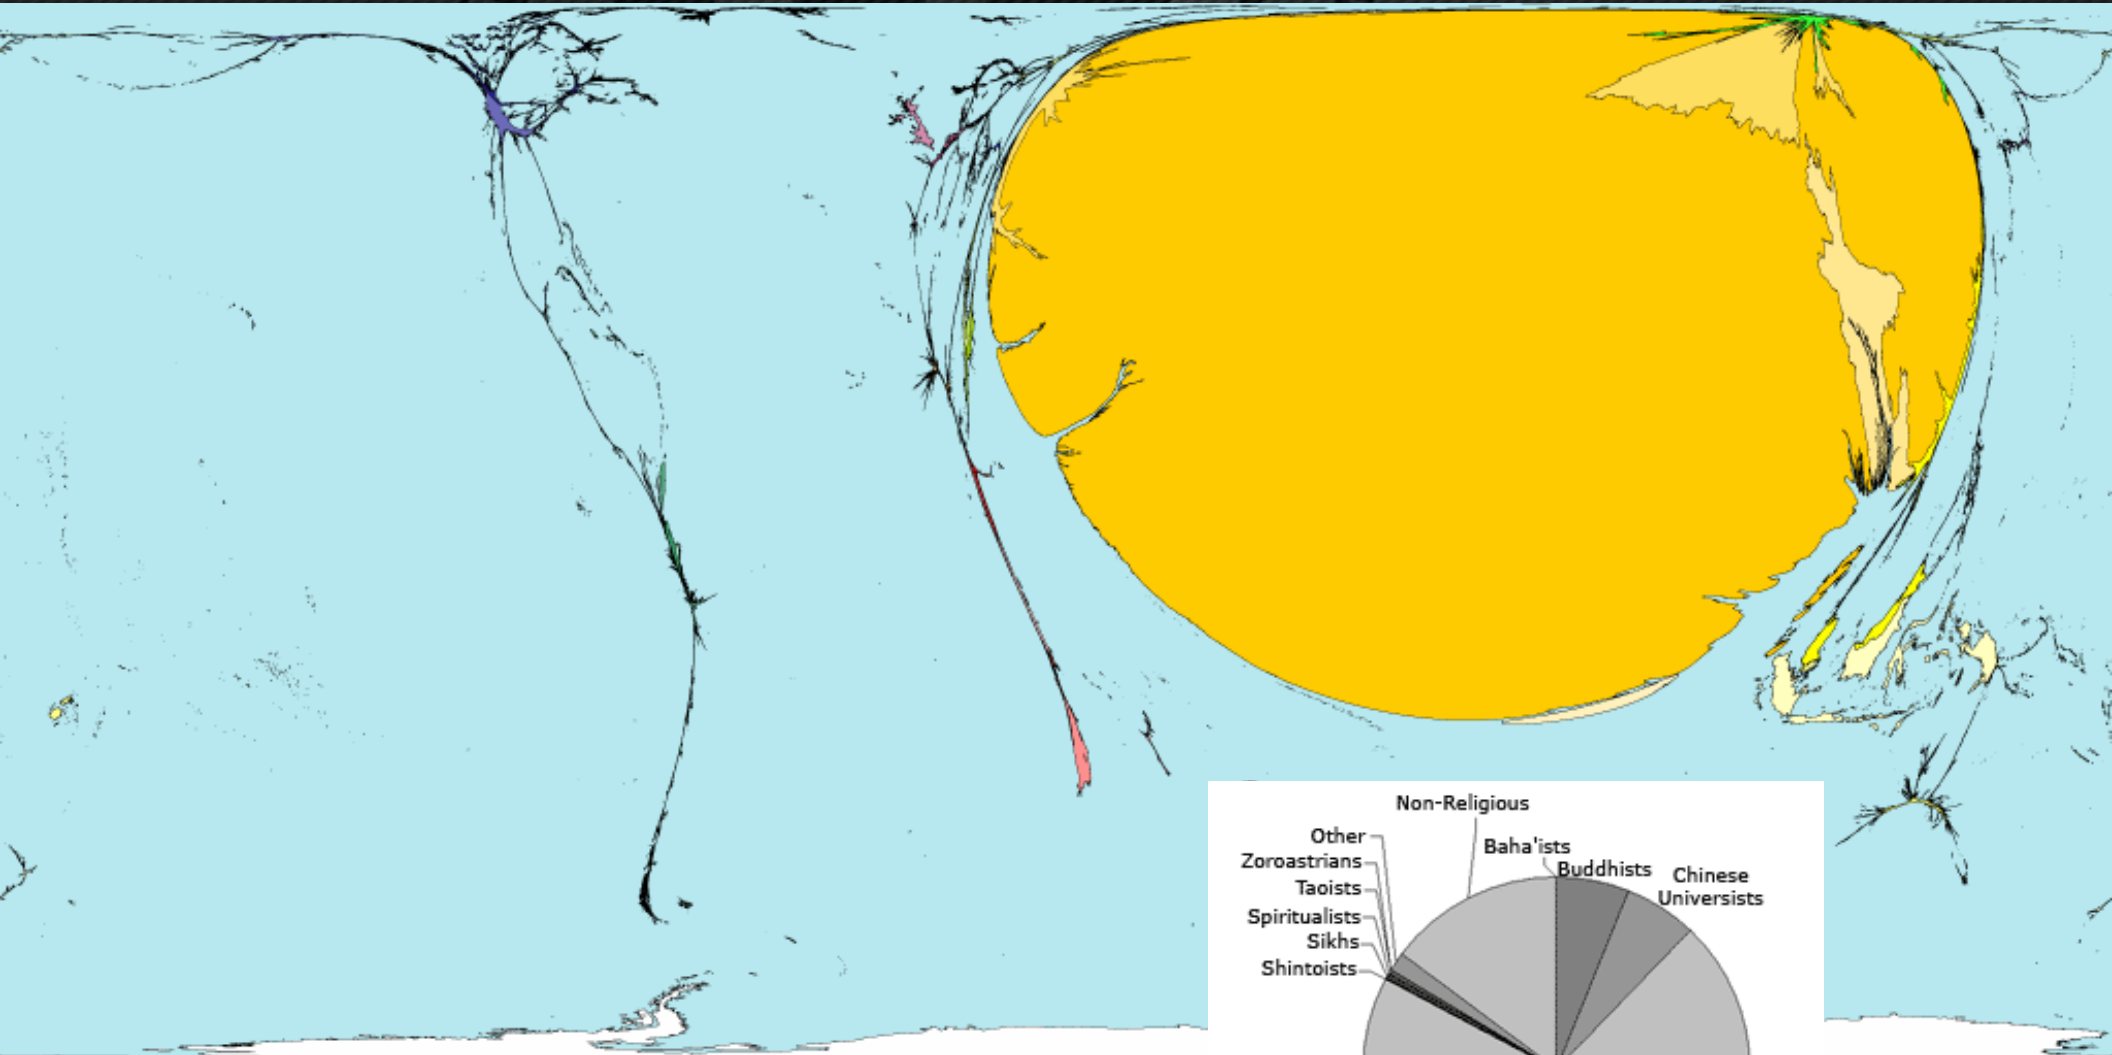 Non-Religious
Other
Baha'ists
Zoroastrians
Buddhists
Chinese
Universists
Taoists
Spiritualists
Sikhs
Shintoists